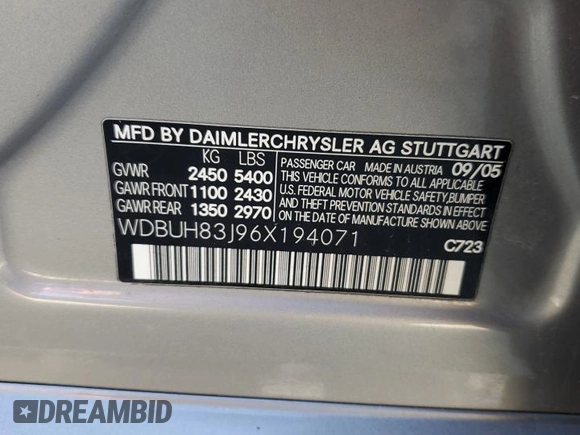 MFD BY DAIMLERCHRYSLER AG STUTTGART
KG LBS
GVWR 2450 5400
GAWR FRONT 1100 2430
GAWR REAR 1350 2970
PASSENGER CAR MADE IN AUSTRIA 09/05
THIS VEHICLE CONFORMS TO ALL APPLICABLE
U.S. FEDERAL MOTOR VEHICLE SAFETY, BUMPER
AND THEFT PREVENTION STANDARDS IN EFFECT
ON THE DATE OF MANUFACTURE SHOWN ABOVE
WDBUH83J96X194071
C723
DREAMBID